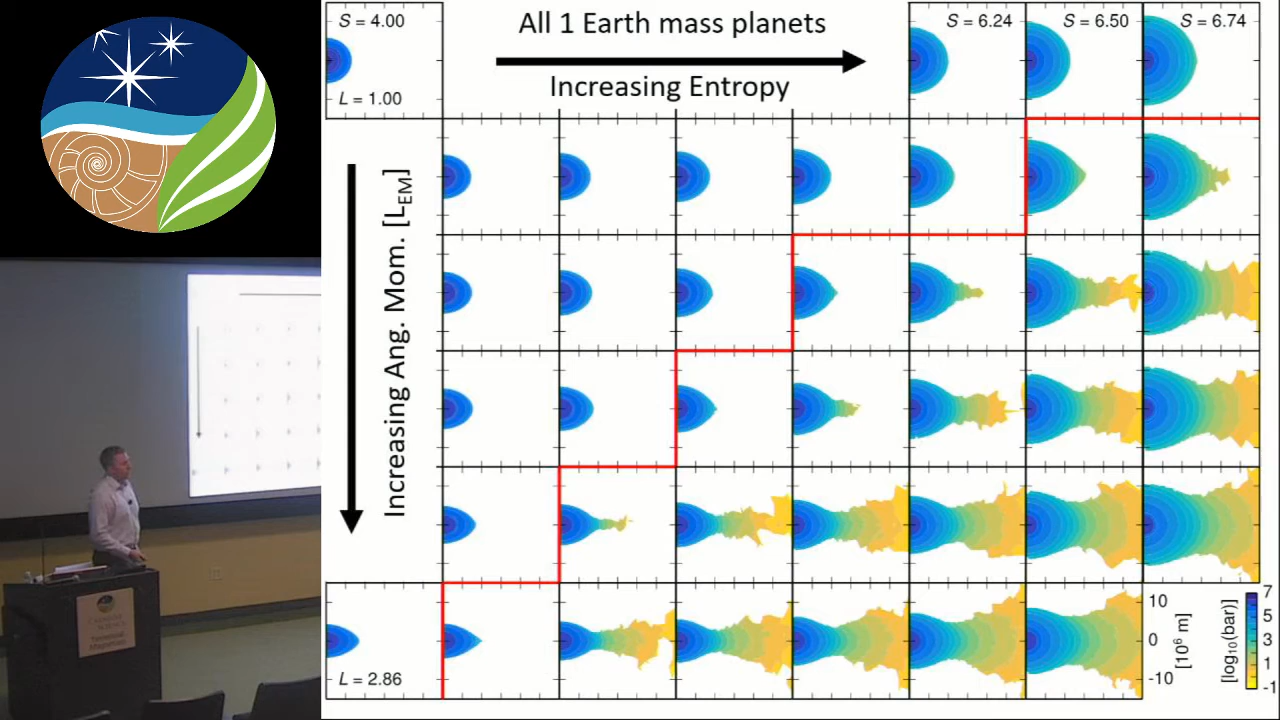 S = 4.00
All 1 Earth mass planets
S = 6.24
S = 6.50
S = 6.74
Increasing Entropy
L = 1.00
Increasing Ang. Mom. [L_EM]
L = 2.86
10
0
-10
[10⁶ m]
[log₁₀(bar)]
7
5
3
1
-1